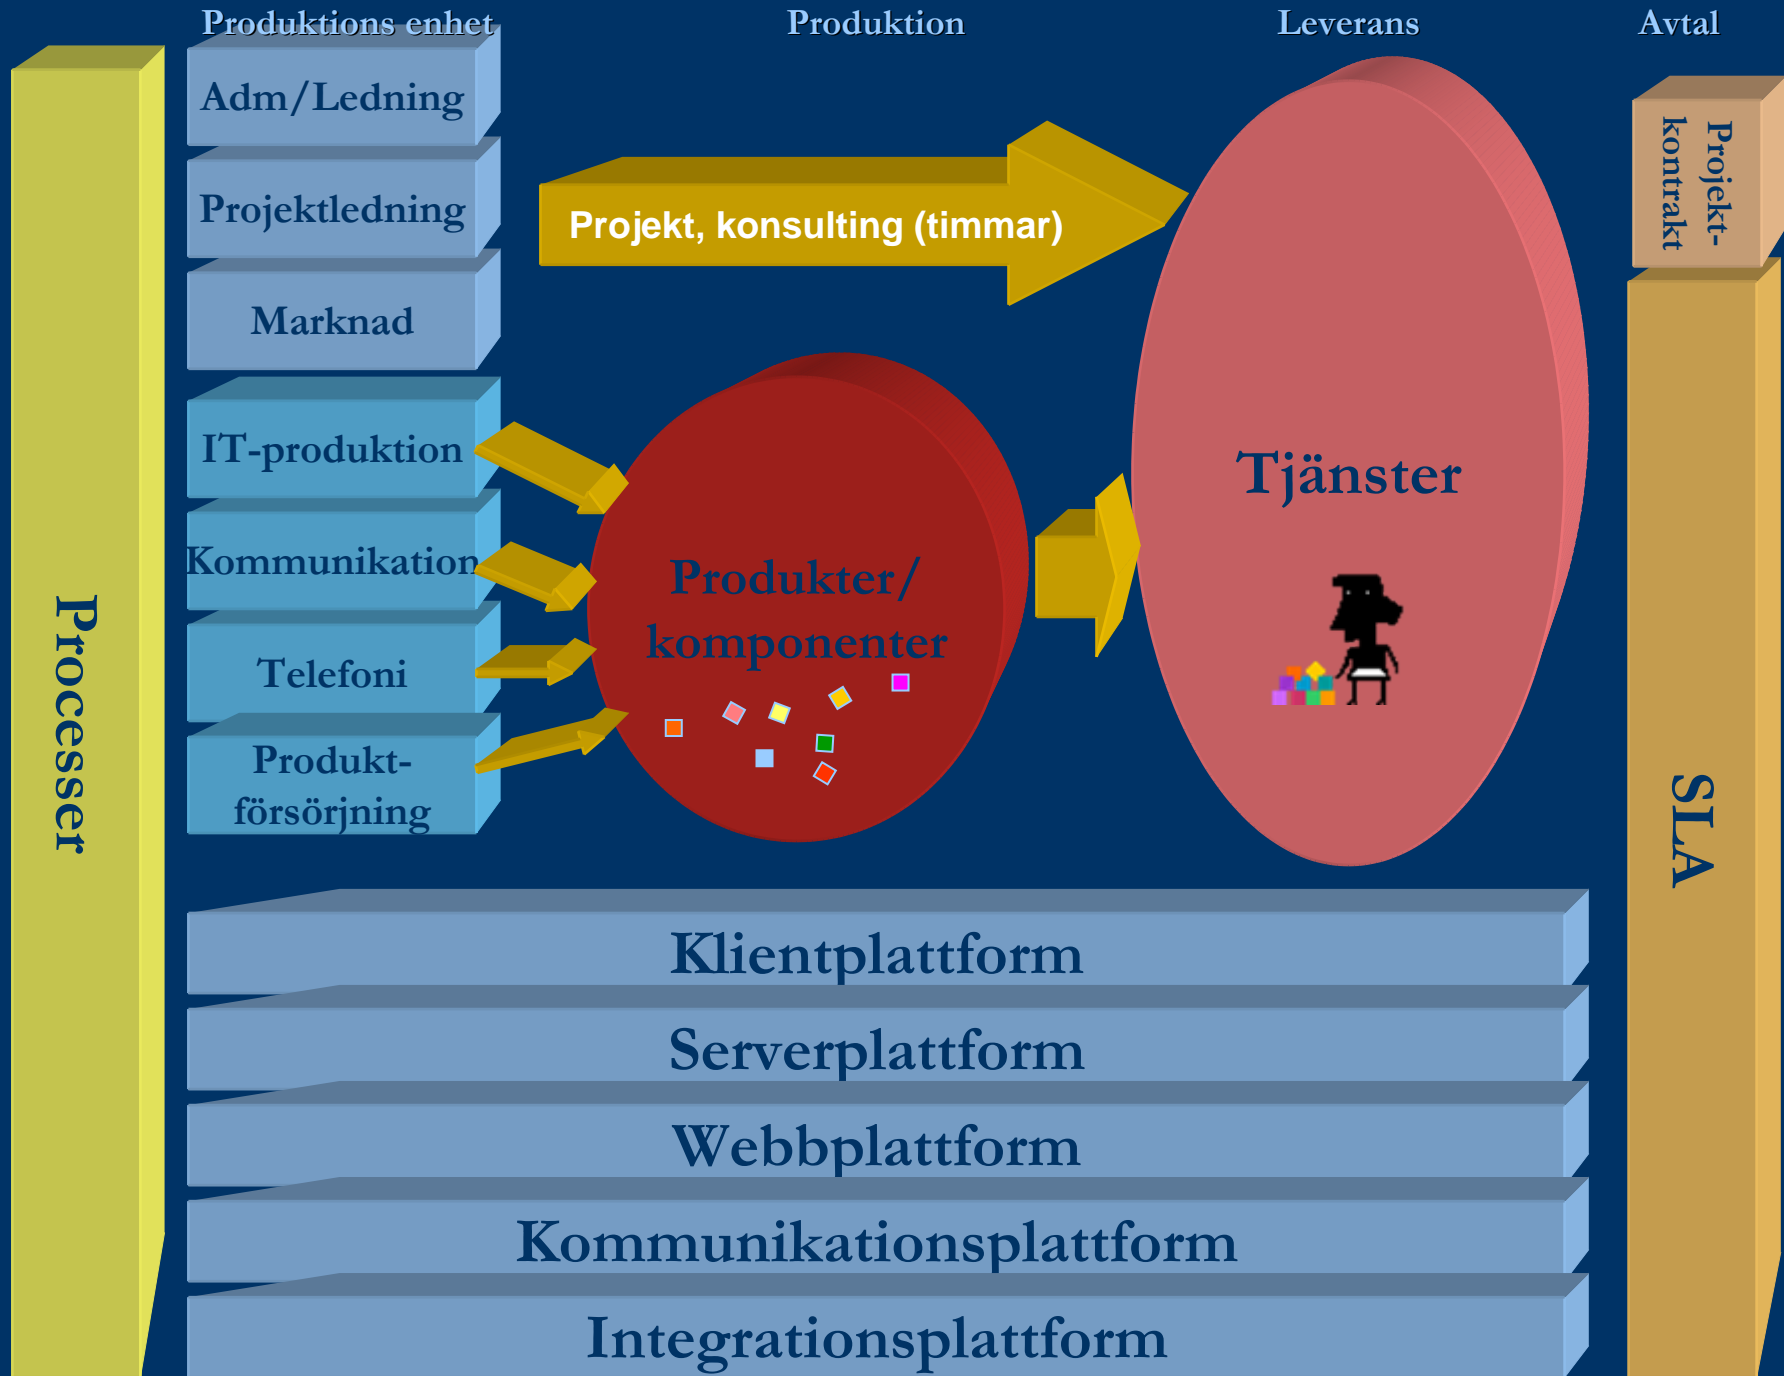 Produktions enhet
Produktion
Leverans
Avtal
Processer
Adm/Ledning
Projektledning
Marknad
IT-produktion
Kommunikation
Telefoni
Produkt-
försörjning
Projekt, konsulting (timmar)
Produkter/
komponenter
Tjänster
Projekt-
kontrakt
SLA
Klientplattform
Serverplattform
Webbplattform
Kommunikationsplattform
Integrationsplattform